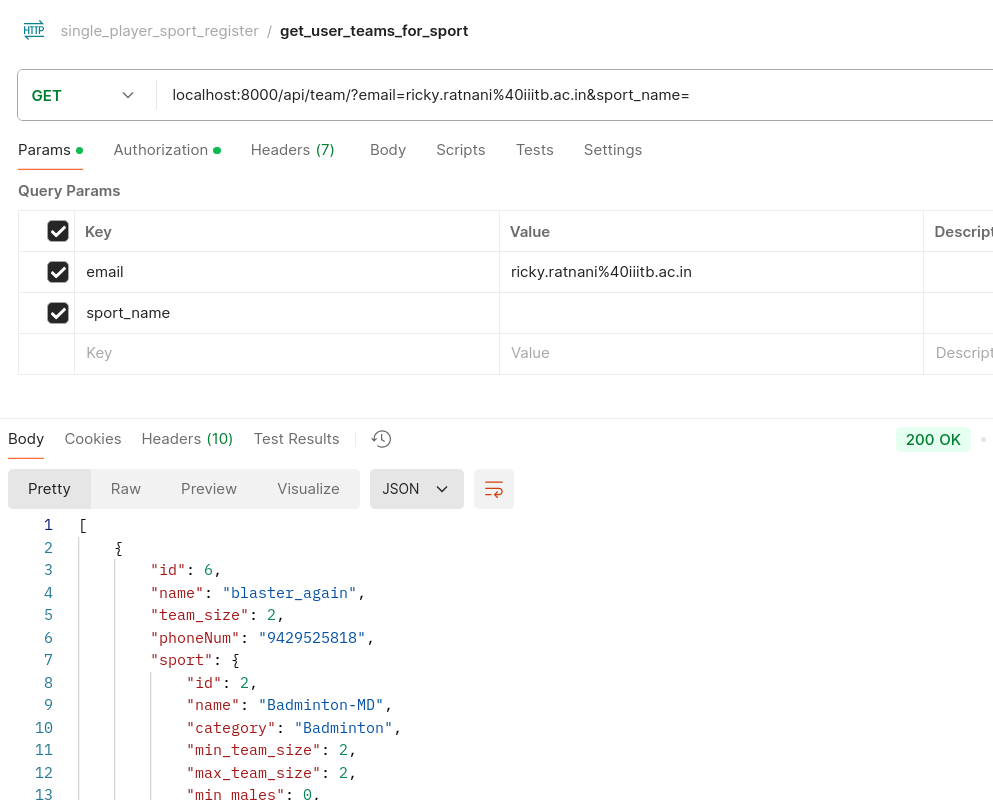 HTTP single_player_sport_register / get_user_teams_for_sport
GET localhost:8000/api/team/?email=ricky.ratnani%40iiitb.ac.in&sport_name=
Params Authorization Headers (7) Body Scripts Tests Settings
Query Params
Key Value Descript
email ricky.ratnani%40iiitb.ac.in
sport_name
Key Value Descript
Body Cookies Headers (10) Test Results 200 OK
Pretty Raw Preview Visualize JSON
1 [
2 {
3 "id": 6,
4 "name": "blaster_again",
5 "team_size": 2,
6 "phoneNum": "9429525818",
7 "sport": {
8 "id": 2,
9 "name": "Badminton-MD",
10 "category": "Badminton",
11 "min_team_size": 2,
12 "max_team_size": 2,
13 "min_males": 0,